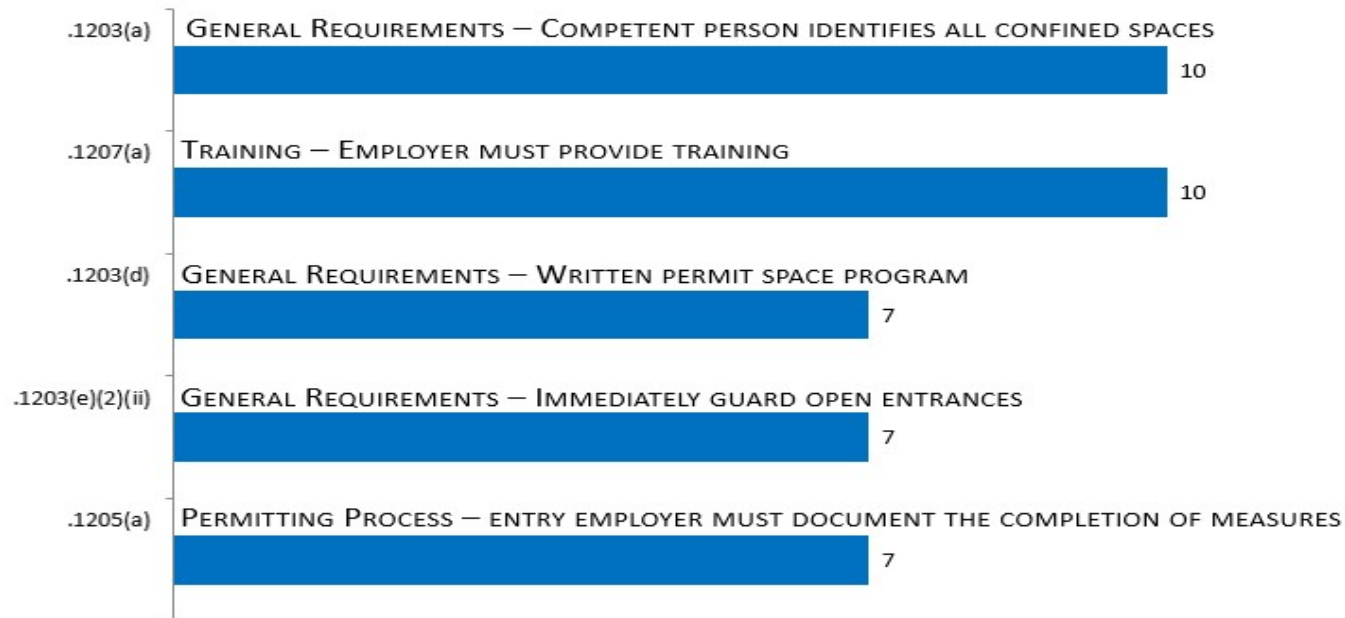 .1203(a) GENERAL REQUIREMENTS – COMPETENT PERSON IDENTIFIES ALL CONFINED SPACES
10
.1207(a) TRAINING – EMPLOYER MUST PROVIDE TRAINING
10
.1203(d) GENERAL REQUIREMENTS – WRITTEN PERMIT SPACE PROGRAM
7
.1203(e)(2)(ii) GENERAL REQUIREMENTS – IMMEDIATELY GUARD OPEN ENTRANCES
7
.1205(a) PERMITTING PROCESS – ENTRY EMPLOYER MUST DOCUMENT THE COMPLETION OF MEASURES
7